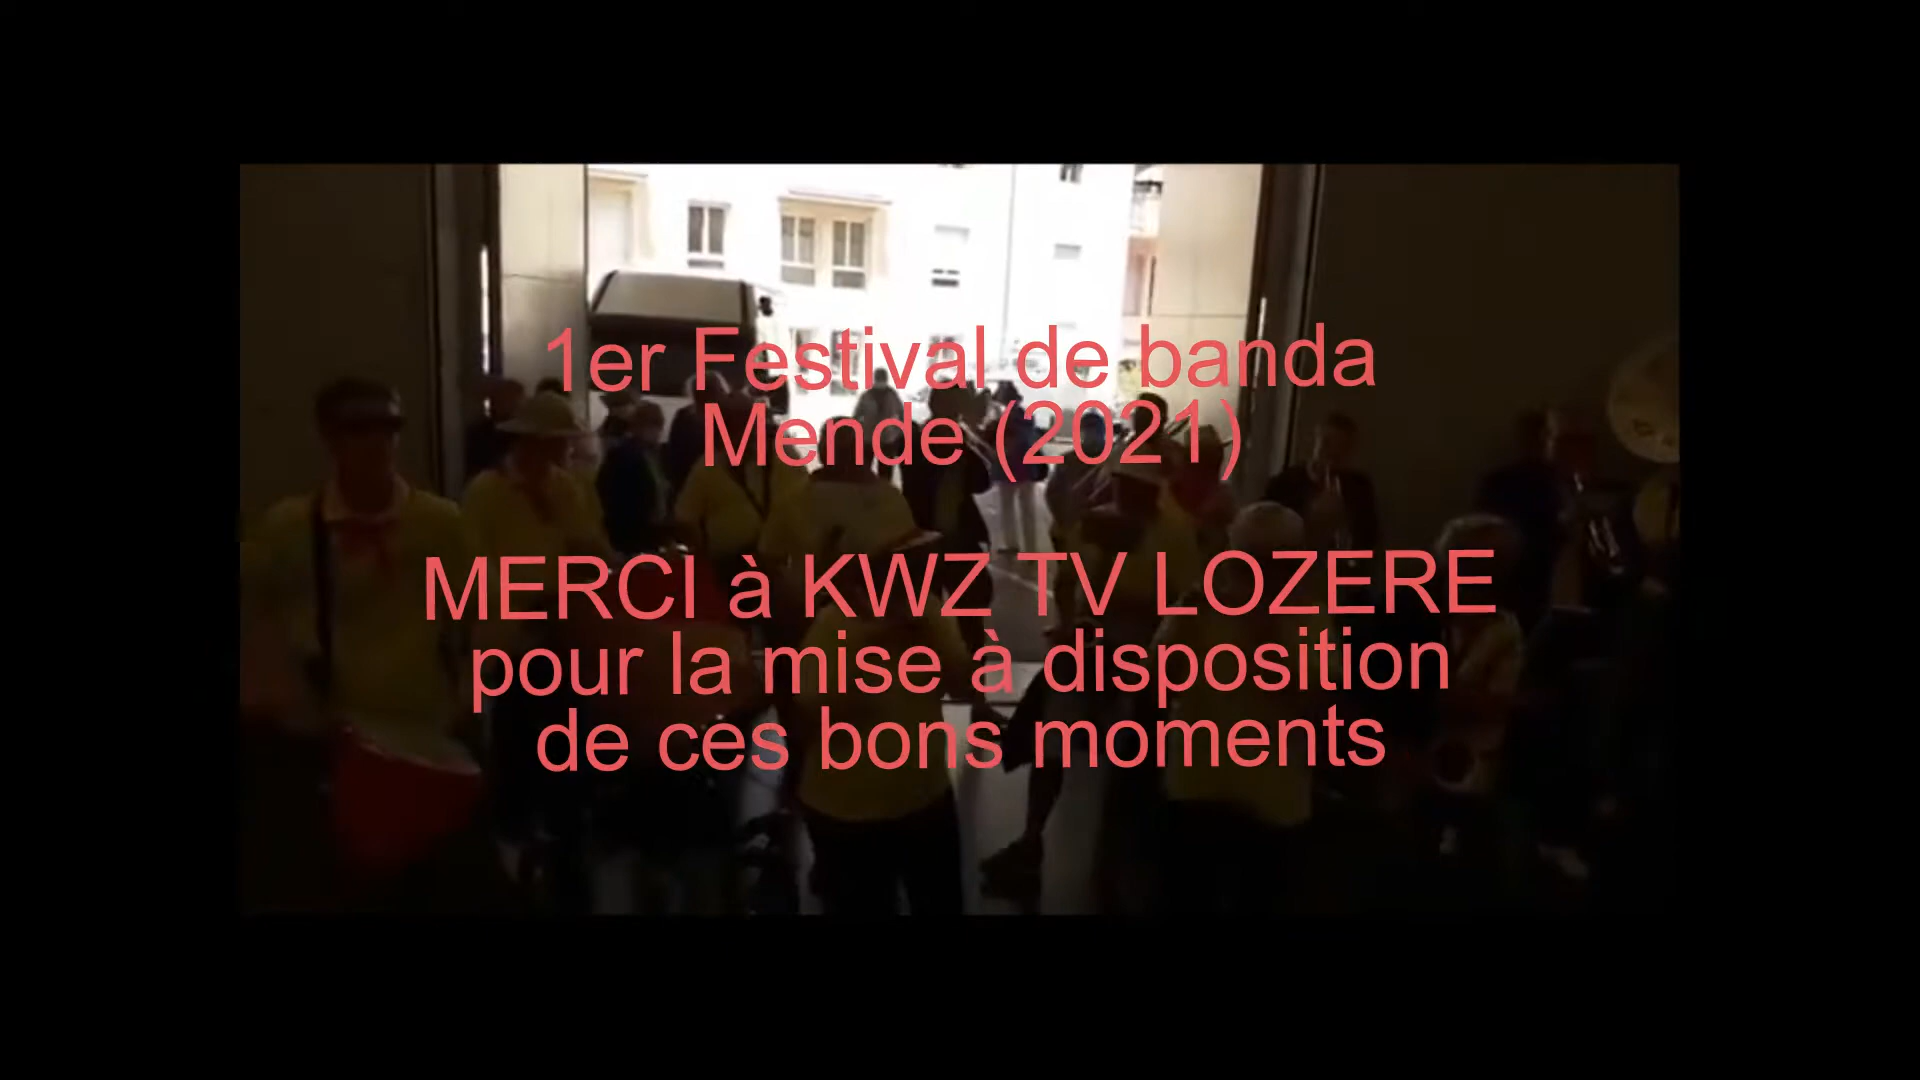 1er Festival de banda
Mende (2021)
MERCI à KWZ TV LOZERE
pour la mise à disposition
de ces bons moments